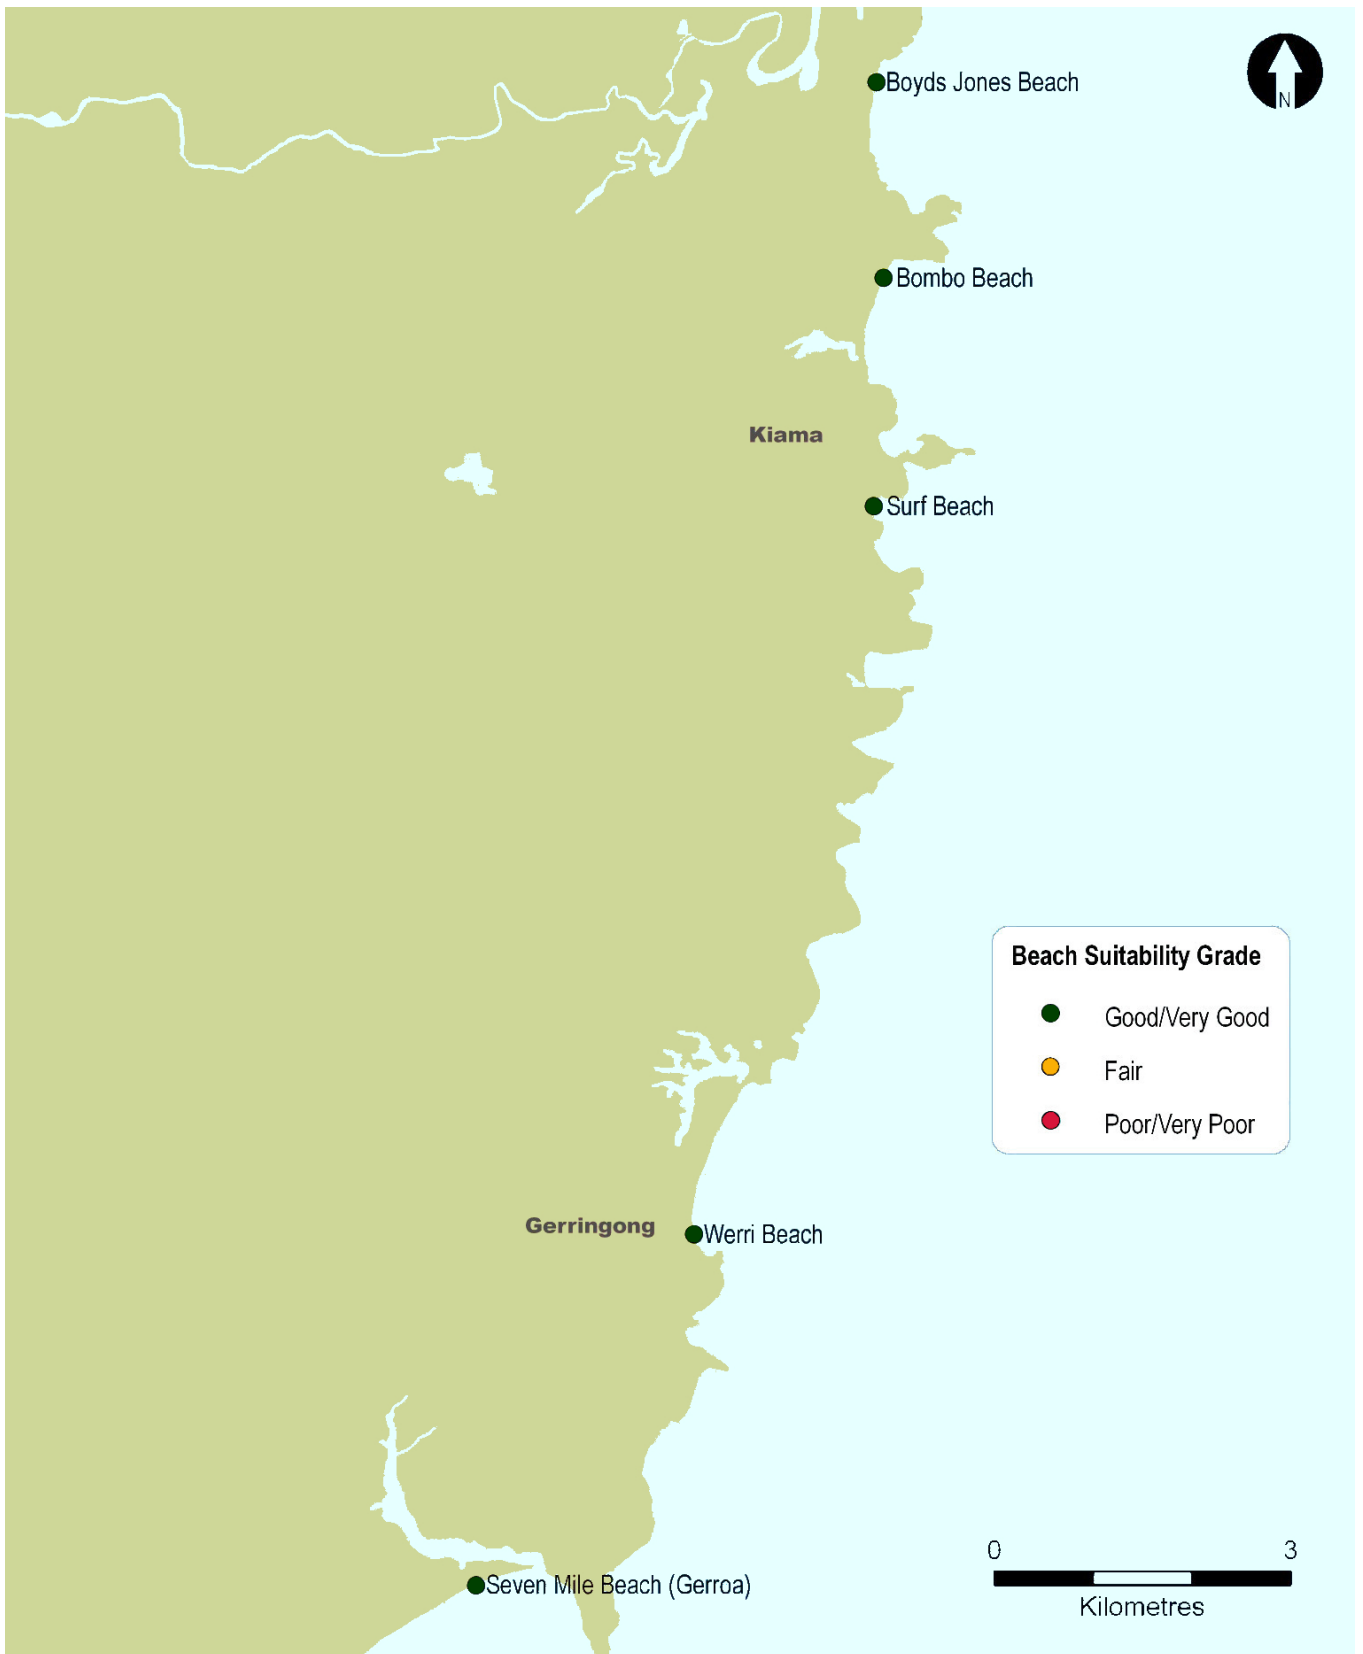 Boyds Jones Beach
N
Bombo Beach
Kiama
Surf Beach
Beach Suitability Grade
Good/Very Good
Fair
Poor/Very Poor
Gerringong
Werri Beach
0 3
Kilometres
Seven Mile Beach (Gerroa)